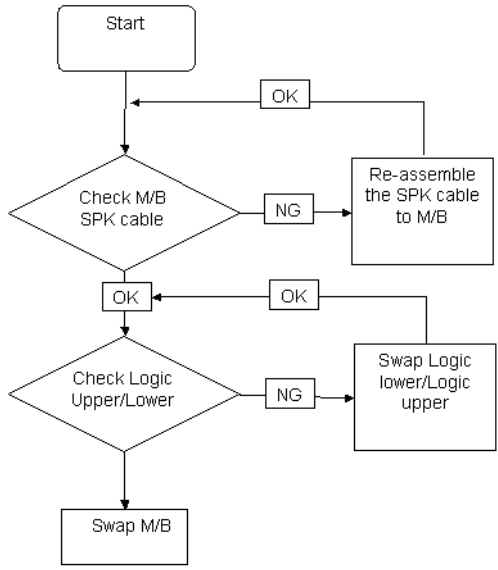 Start
OK
Check M/B
SPK cable
NG
Re-assemble
the SPK cable
to M/B
OK
OK
Check Logic
Upper/Lower
NG
Swap Logic
lower/Logic
upper
Swap M/B